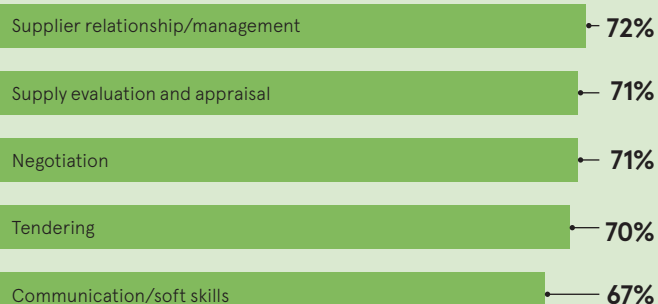 Supplier relationship/management 72%
Supply evaluation and appraisal 71%
Negotiation 71%
Tendering 70%
Communication/soft skills 67%